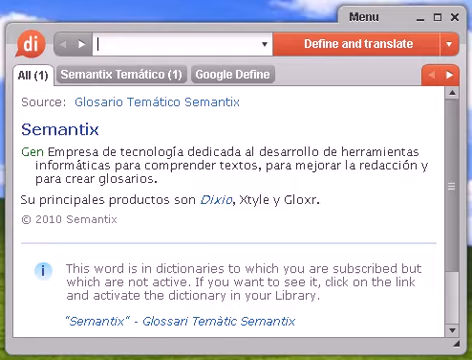 Menu
di
Define and translate
All (1)
Semantix Temático (1)
Google Define
Source: Glosario Temático Semantix
Semantix
Gen Empresa de tecnología dedicada al desarrollo de herramientas
informáticas para comprender textos, para mejorar la redacción y
para crear glosarios.
Su principales productos son Dixio, Xtyle y Gloxr.
© 2010 Semantix
i
This word is in dictionaries to which you are subscribed but
which are not active. If you want to see it, click on the link
and activate the dictionary in your Library.
"Semantix" - Glossari Temàtic Semantix